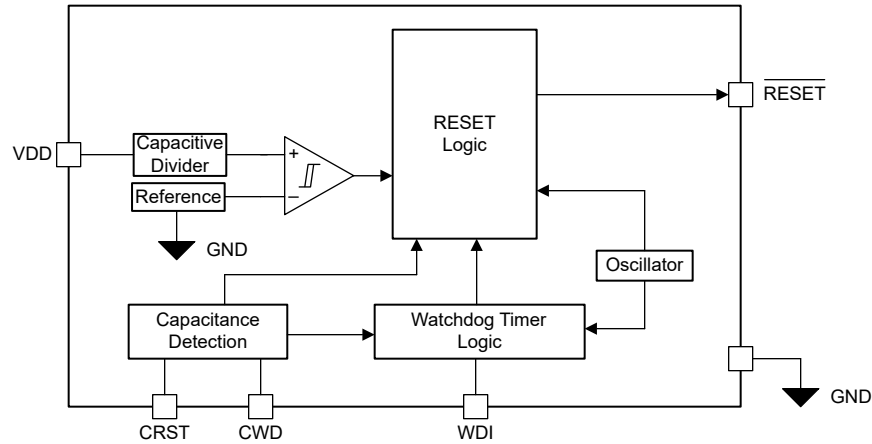 RESET
Logic
RESET
VDD
Capacitive
Divider
+
Reference
−
GND
Oscillator
Capacitance
Detection
Watchdog Timer
Logic
GND
CRST
CWD
WDI